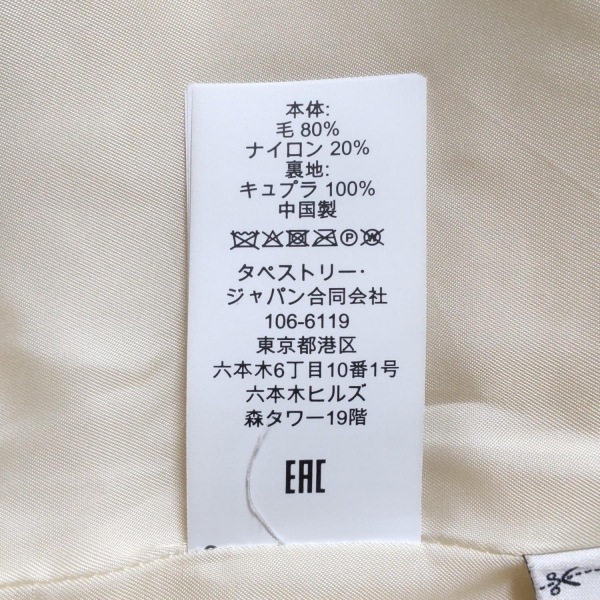 本体:
毛 80%
ナイロン 20%
裏地:
キュプラ 100%
中国製
P W
タペストリー・
ジャパン合同会社
106-6119
東京都港区
六本木6丁目10番1号
六本木ヒルズ
森タワー19階
EAC